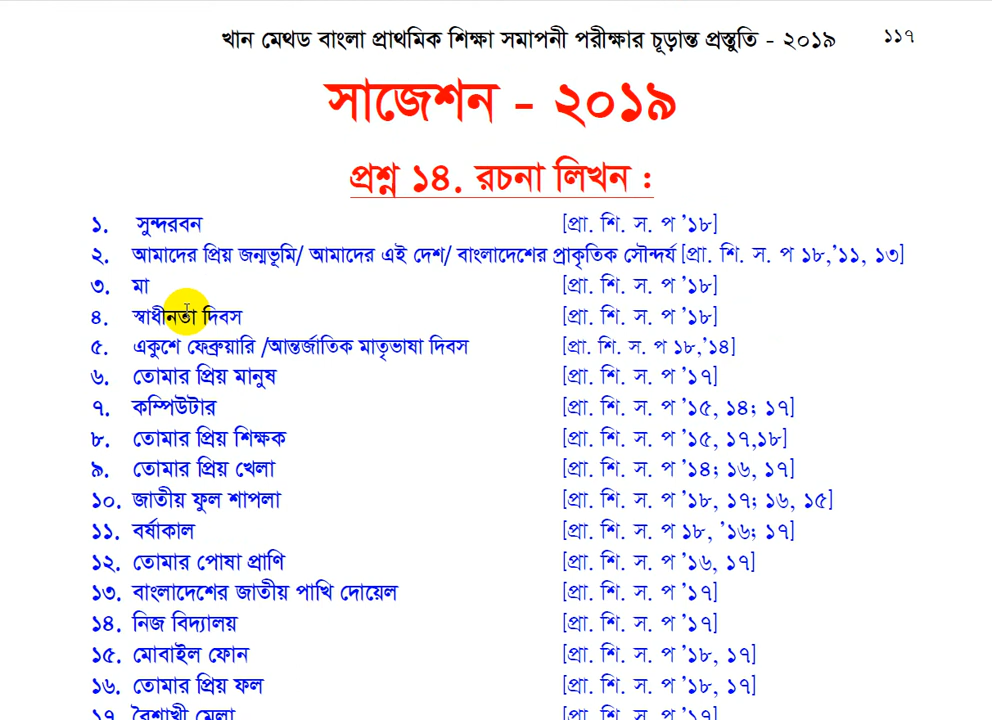 খান মেথড বাংলা প্রাথমিক শিক্ষা সমাপনী পরীক্ষার চূড়ান্ত প্রস্তুতি - ২০১৯ ১১৭
সাজেশন - ২০১৯
প্রশ্ন ১৪. রচনা লিখন :
১. সুন্দরবন [প্রা. শি. স. প ’১৮]
২. আমাদের প্রিয় জন্মভূমি/ আমাদের এই দেশ/ বাংলাদেশের প্রাকৃতিক সৌন্দর্য [প্রা. শি. স. প ১৮,’১১, ১৩]
৩. মা [প্রা. শি. স. প ’১৮]
৪. স্বাধীনতা দিবস [প্রা. শি. স. প ’১৮]
৫. একুশে ফেব্রুয়ারি /আন্তর্জাতিক মাতৃভাষা দিবস [প্রা. শি. স. প ১৮,’১৪]
৬. তোমার প্রিয় মানুষ [প্রা. শি. স. প ’১৭]
৭. কম্পিউটার [প্রা. শি. স. প ’১৫, ১৪; ১৭]
৮. তোমার প্রিয় শিক্ষক [প্রা. শি. স. প ’১৫, ১৭,১৮]
৯. তোমার প্রিয় খেলা [প্রা. শি. স. প ’১৪; ১৬, ১৭]
১০. জাতীয় ফুল শাপলা [প্রা. শি. স. প ’১৮, ১৭; ১৬, ১৫]
১১. বর্ষাকাল [প্রা. শি. স. প ১৮, ’১৬; ১৭]
১২. তোমার পোষা প্রাণি [প্রা. শি. স. প ’১৬, ১৭]
১৩. বাংলাদেশের জাতীয় পাখি দোয়েল [প্রা. শি. স. প ’১৭]
১৪. নিজ বিদ্যালয় [প্রা. শি. স. প ’১৭]
১৫. মোবাইল ফোন [প্রা. শি. স. প ’১৮, ১৭]
১৬. তোমার প্রিয় ফল [প্রা. শি. স. প ’১৮, ১৭]
১৭. বৈশাখী মেলা [প্রা. শি. স. প ’১৭]